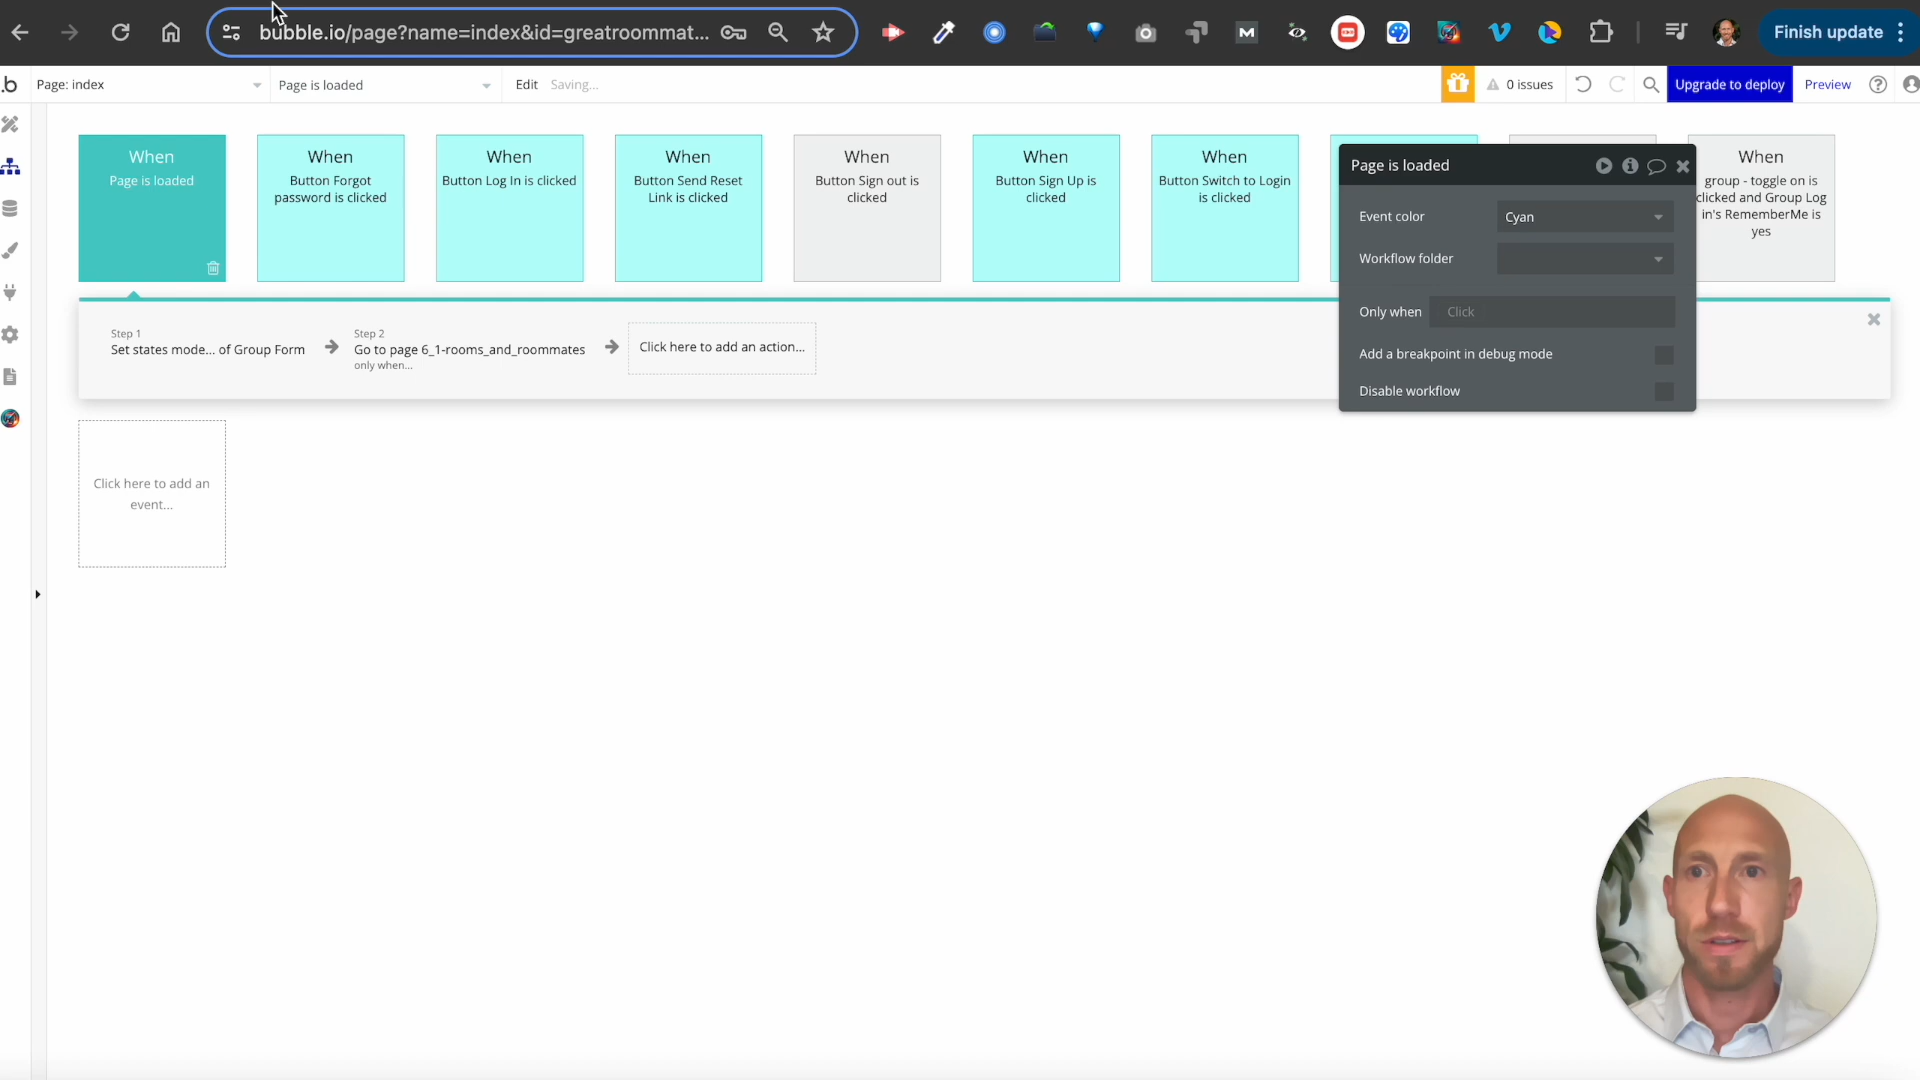 bubble.io/page?name=index&id=greatroommat...
Finish update
Page: index
Page is loaded
Edit
Saving...
0 issues
Upgrade to deploy
Preview
When
Page is loaded
When
Button Forgot
password is clicked
When
Button Log In is clicked
When
Button Send Reset
Link is clicked
When
Button Sign out is
clicked
When
Button Sign Up is
clicked
When
Button Switch to Login
is clicked
When
group - toggle on is
clicked and Group Log
in's RememberMe is
yes
Page is loaded
Event color
Cyan
Workflow folder
Only when
Click
Add a breakpoint in debug mode
Disable workflow
Step 1
Set states mode... of Group Form
Step 2
Go to page 6_1-rooms_and_roommates
only when...
Click here to add an action...
Click here to add an
event...